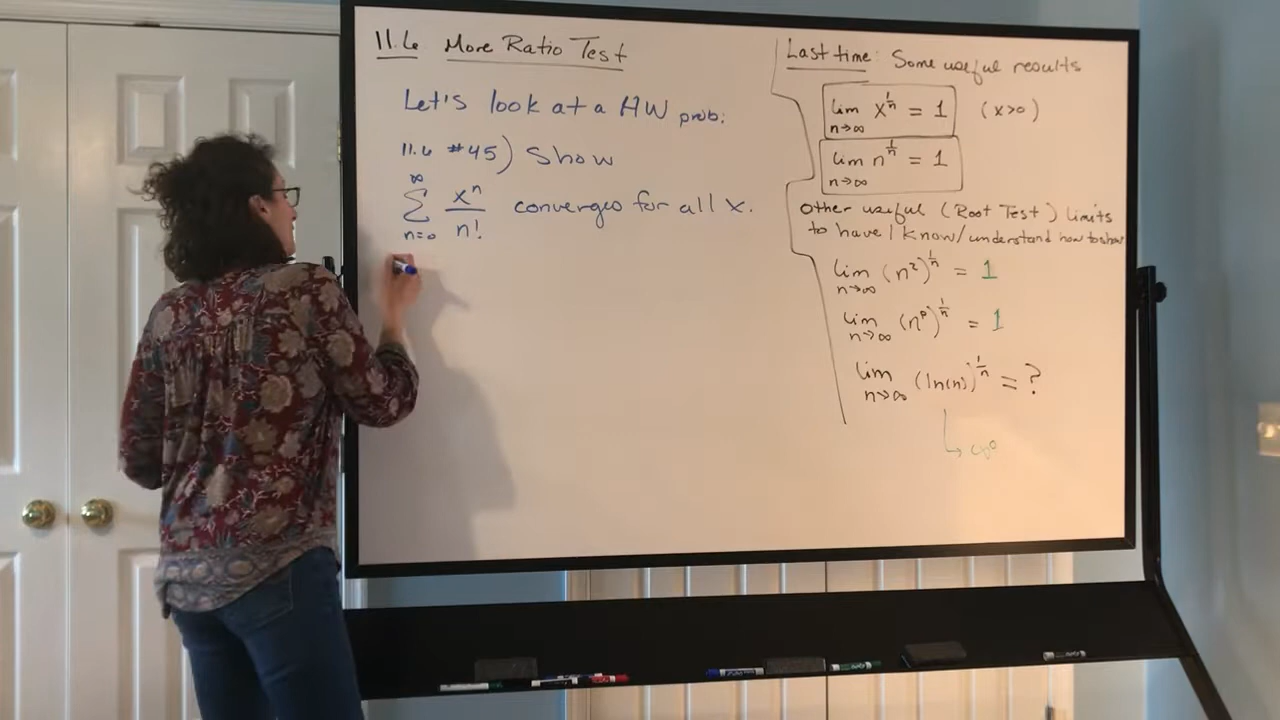 11.6 More Ratio Test
Let's look at a HW prob.
11.6 #45) Show
∞
∑ xⁿ/n! converges for all x.
n=0
Last time: Some useful results
lim x^(1/n) = 1 (x>0)
n→∞
lim n^(1/n) = 1
n→∞
Other useful (Root Test) limits
to have/know/understand how to show
lim (n²)^(1/n) = 1
n→∞
lim (nᵖ)^(1/n) = 1
n→∞
lim (ln(n))^(1/n) = ?
n→∞